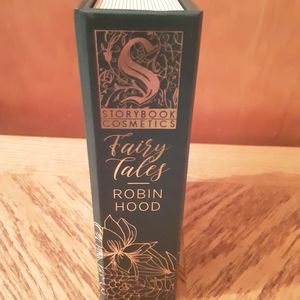 S
STORYBOOK
COSMETICS
Fairy
Tales
ROBIN
HOOD